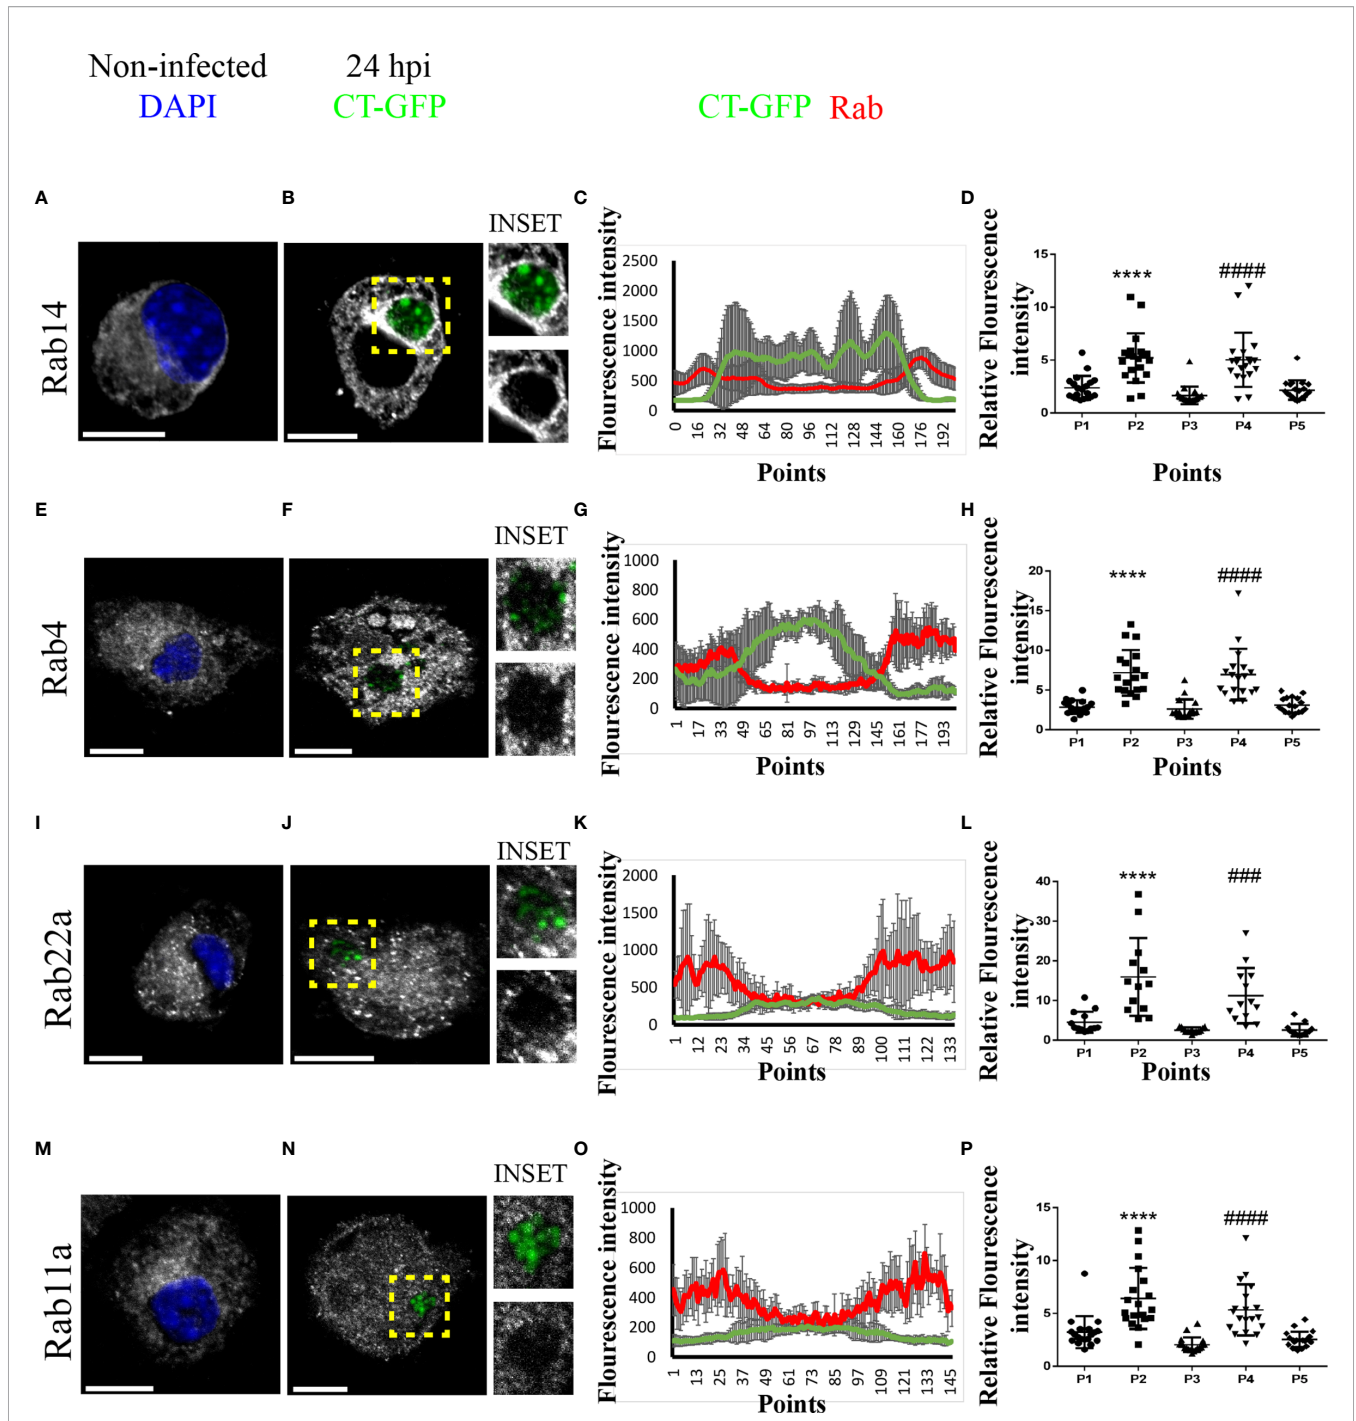 Non-infected 24 hpi
DAPI CT-GFP CT-GFP Rab
A B C D
INSET
Rab14
Flourescence intensity
2500
2000
1500
1000
500
0
0 16 32 48 64 80 96 112 128 144 160 176 192
Points
Relative Flourescence
intensity
15
10
5
0
**** ####
P1 P2 P3 P4 P5
Points
E F G H
INSET
Rab4
Flourescence intensity
1000
800
600
400
200
0
1 17 33 49 65 81 97 113 129 145 161 177 193
Points
Relative Flourescence
intensity
20
15
10
5
0
**** ####
P1 P2 P3 P4 P5
Points
I J K L
INSET
Rab22a
Flourescence intensity
2000
1500
1000
500
0
1 12 23 34 45 56 67 78 89 100 111 122 133
Points
Relative Flourescence
intensity
40
30
20
10
0
**** ###
P1 P2 P3 P4 P5
Points
M N O P
INSET
Rab11a
Flourescence intensity
1000
800
600
400
200
0
1 13 25 37 49 61 73 85 97 109 121 133 145
Points
Relative Flourescence
intensity
15
10
5
0
**** ####
P1 P2 P3 P4 P5
Points